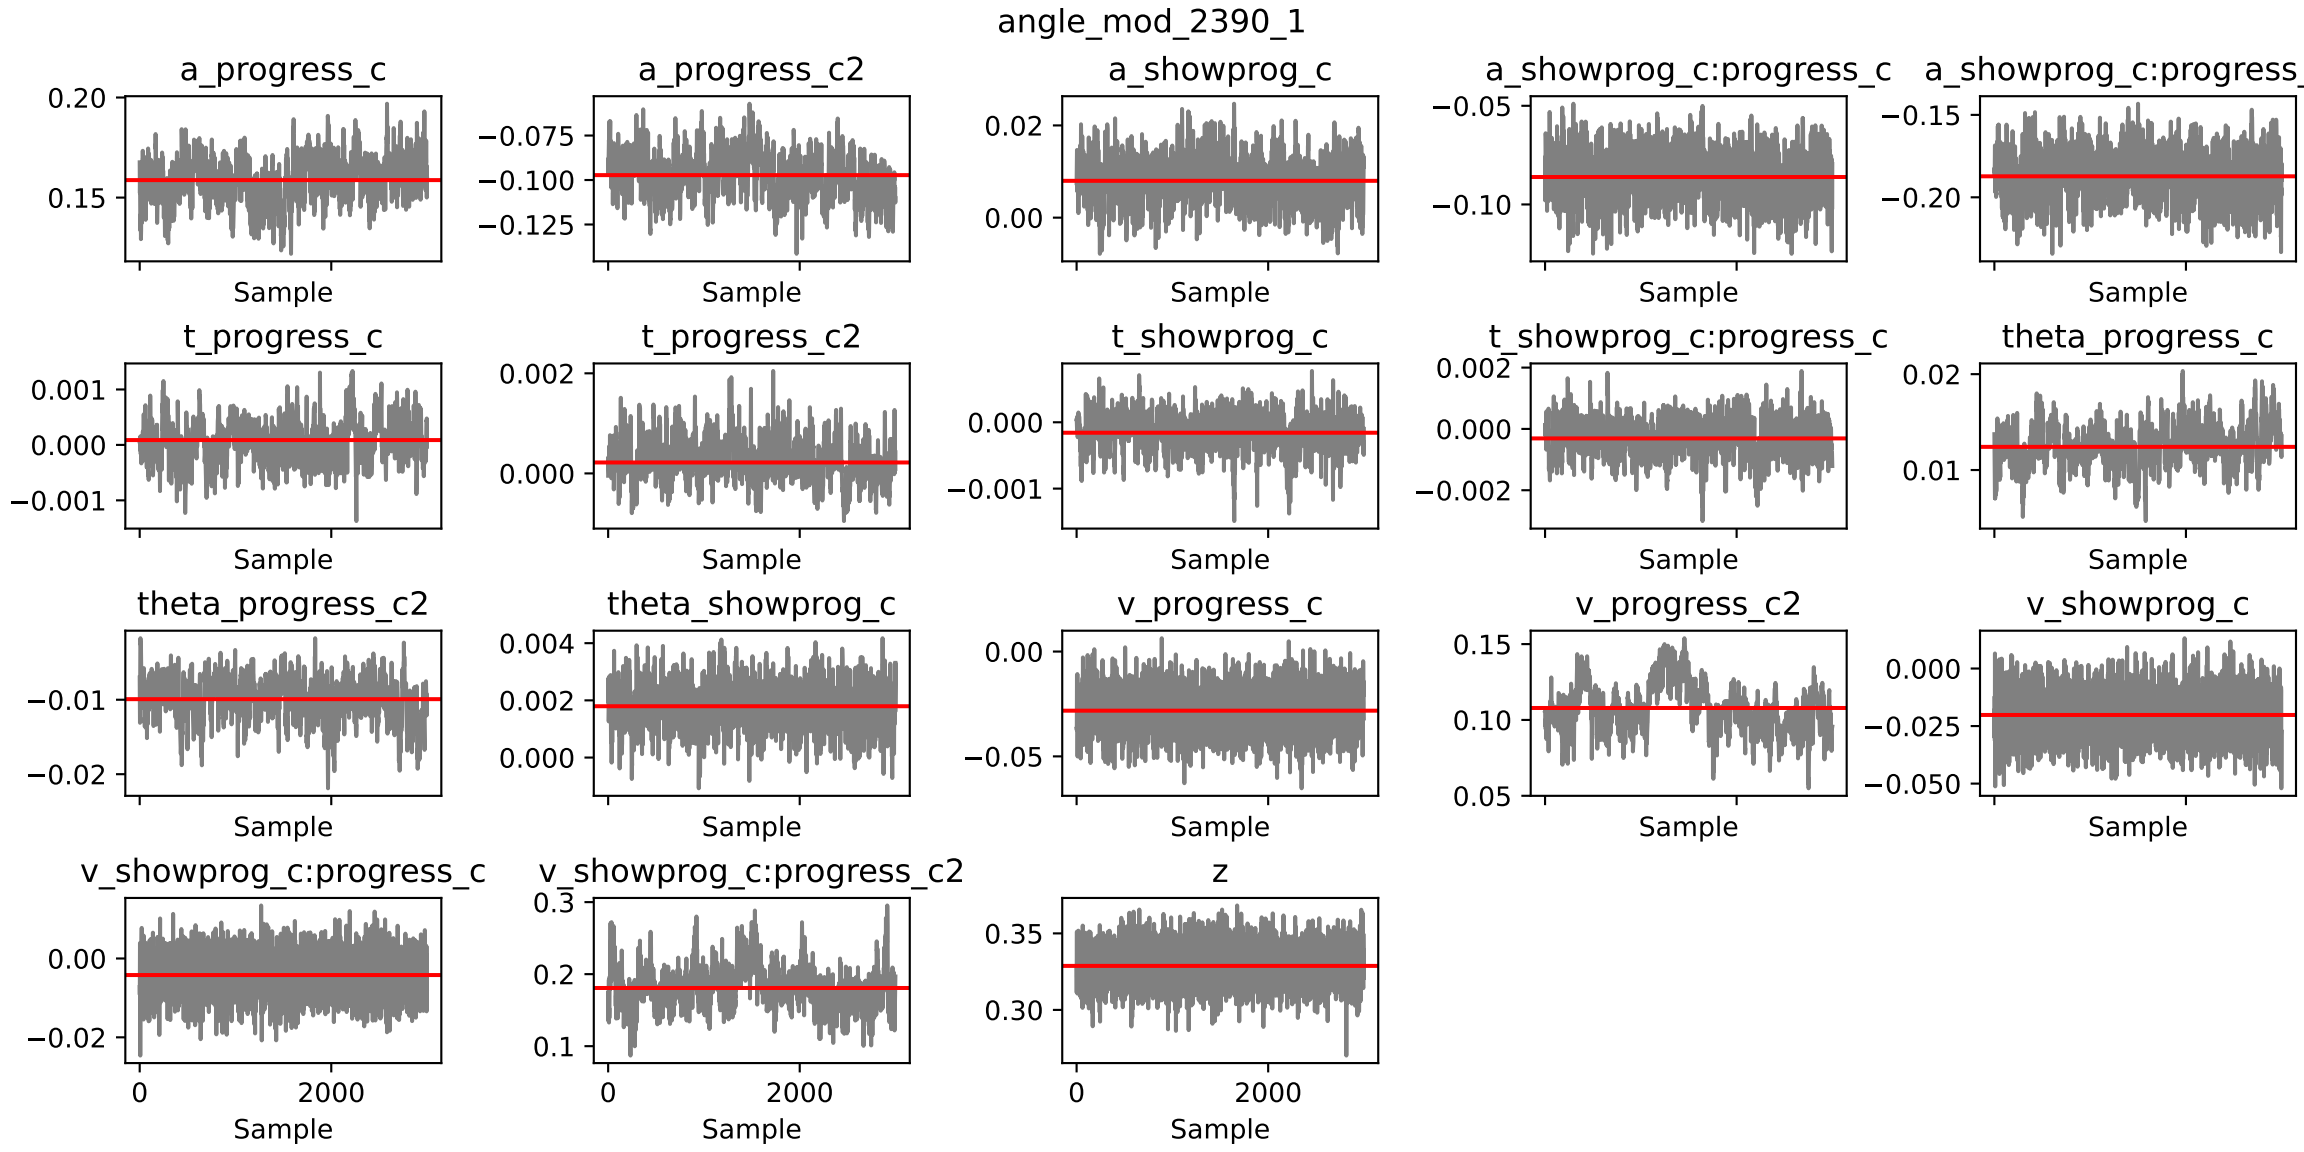 angle_mod_2390_1
a_progress_c a_progress_c2 a_showprog_c a_showprog_c:progress_c a_showprog_c:progress_
0.20 0.15
−0.075 −0.100 −0.125
0.02 0.00
−0.05 −0.10
−0.15 −0.20
Sample Sample Sample Sample Sample
t_progress_c t_progress_c2 t_showprog_c t_showprog_c:progress_c theta_progress_c
0.001 0.000 −0.001
0.002 0.000
0.000 −0.001
0.002 0.000 −0.002
0.02 0.01
Sample Sample Sample Sample Sample
theta_progress_c2 theta_showprog_c v_progress_c v_progress_c2 v_showprog_c
−0.01 −0.02
0.004 0.002 0.000
0.00 −0.05
0.15 0.10 0.05
0.000 −0.025 −0.050
Sample Sample Sample Sample Sample
v_showprog_c:progress_c v_showprog_c:progress_c2 z
0.00 −0.02
0.3 0.2 0.1
0.35 0.30
0 2000 0 2000 0 2000
Sample Sample Sample